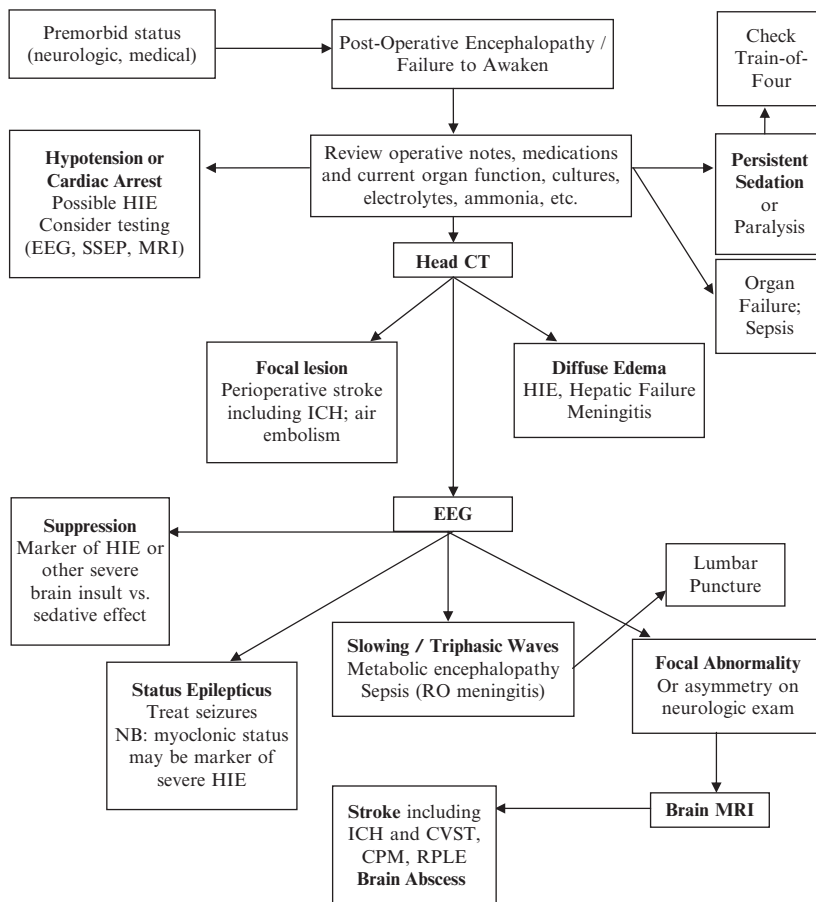 Premorbid status
(neurologic, medical)
Post-Operative Encephalopathy /
Failure to Awaken
Check
Train-of-
Four
Hypotension or
Cardiac Arrest
Possible HIE
Consider testing
(EEG, SSEP, MRI)
Review operative notes, medications
and current organ function, cultures,
electrolytes, ammonia, etc.
Persistent
Sedation
or
Paralysis
Head CT
Organ
Failure;
Sepsis
Focal lesion
Perioperative stroke
including ICH; air
embolism
Diffuse Edema
HIE, Hepatic Failure
Meningitis
EEG
Suppression
Marker of HIE or
other severe
brain insult vs.
sedative effect
Lumbar
Puncture
Slowing / Triphasic Waves
Metabolic encephalopathy
Sepsis (RO meningitis)
Focal Abnormality
Or asymmetry on
neurologic exam
Status Epilepticus
Treat seizures
NB: myoclonic status
may be marker of
severe HIE
Brain MRI
Stroke including
ICH and CVST,
CPM, RPLE
Brain Abscess